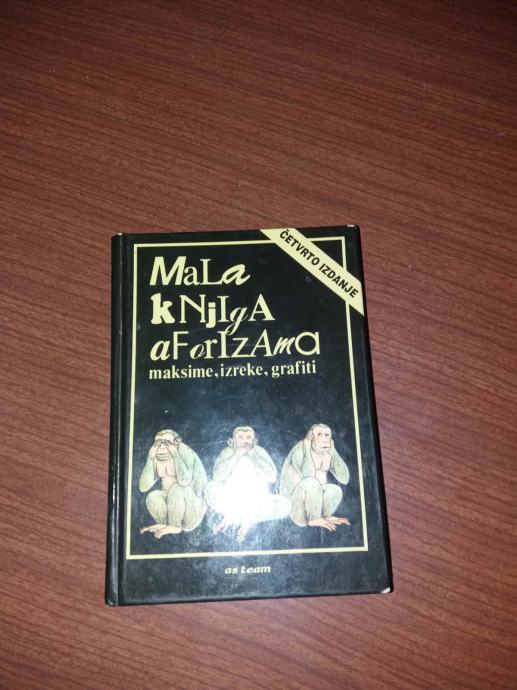 ČETVRTO IZDANJE
MaLa
kNjIgA
aForIzAma
maksime, izreke, grafiti
as team